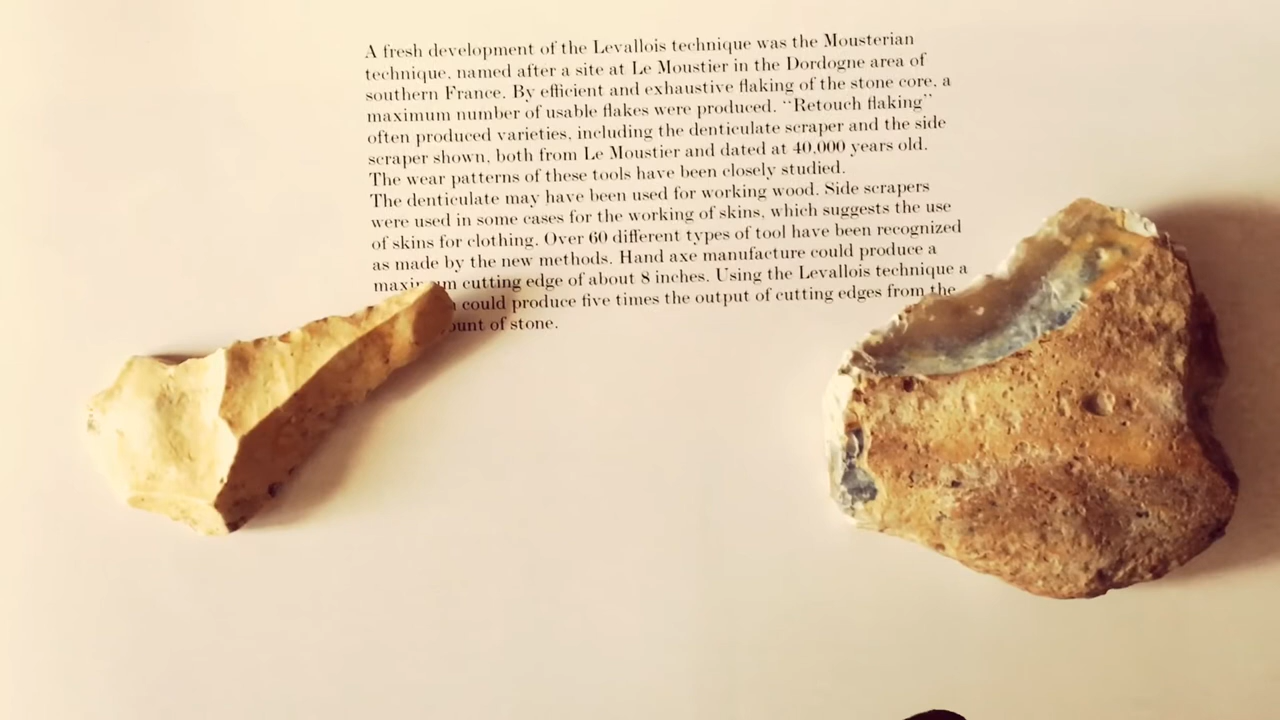 A fresh development of the Levallois technique was the Mousterian
technique, named after a site at Le Moustier in the Dordogne area of
southern France. By efficient and exhaustive flaking of the stone core, a
maximum number of usable flakes were produced. “Retouch flaking”
often produced varieties, including the denticulate scraper and the side
scraper shown, both from Le Moustier and dated at 40,000 years old.
The wear patterns of these tools have been closely studied.
The denticulate may have been used for working wood. Side scrapers
were used in some cases for the working of skins, which suggests the use
of skins for clothing. Over 60 different types of tool have been recognized
as made by the new methods. Hand axe manufacture could produce a
cutting edge of about 8 inches. Using the Levallois technique a
could produce five times the output of cutting edges from the
of stone.